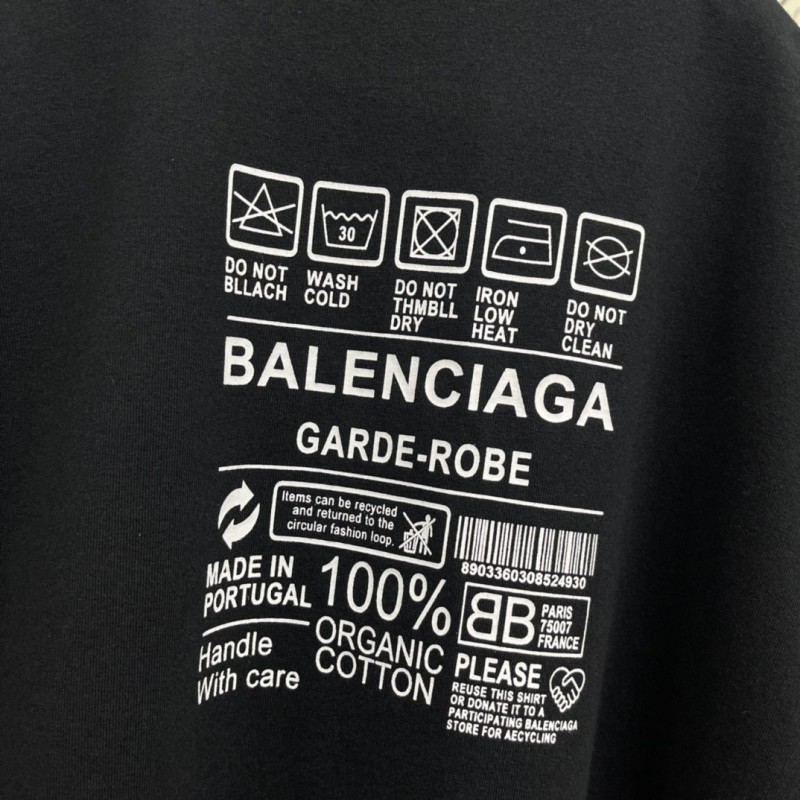 30
DO NOT
BLLACH
WASH
COLD
DO NOT
THMBLL
DRY
IRON
LOW
HEAT
DO NOT
DRY
CLEAN
BALENCIAGA
GARDE-ROBE
Items can be recycled
and returned to the
circular fashion loop.
8903360308524930
MADE IN
PORTUGAL
100%
ORGANIC
COTTON
BB
PARIS
75007
FRANCE
Handle
With care
PLEASE
REUSE THIS SHIRT
OR DONATE IT TO A
PARTICIPATING BALENCIAGA
STORE FOR AECYCLING